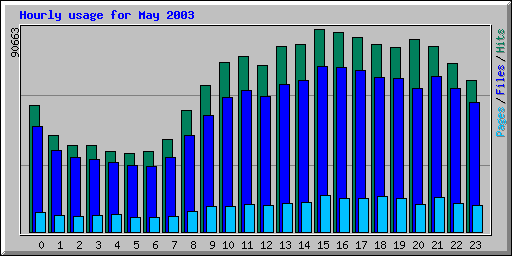 Hourly usage for May 2003
90663
Pages/Files/Hits
0 1 2 3 4 5 6 7 8 9 10 11 12 13 14 15 16 17 18 19 20 21 22 23